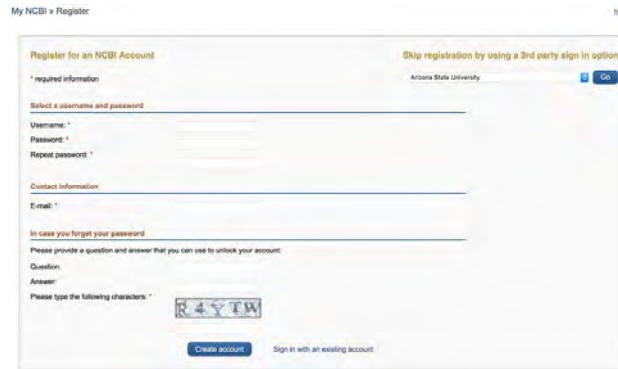 My NCBI » Register
Register for an NCBI Account
Skip registration by using a 3rd party sign in option
* required information
Arizona State University
Go
Select a username and password
Username: *
Password: *
Repeat password: *
Contact information
E-mail: *
In case you forget your password
Please provide a question and answer that you can use to unlock your account:
Question:
Answer:
Please type the following characters: *
R4YTW
Create account
Sign in with an existing account